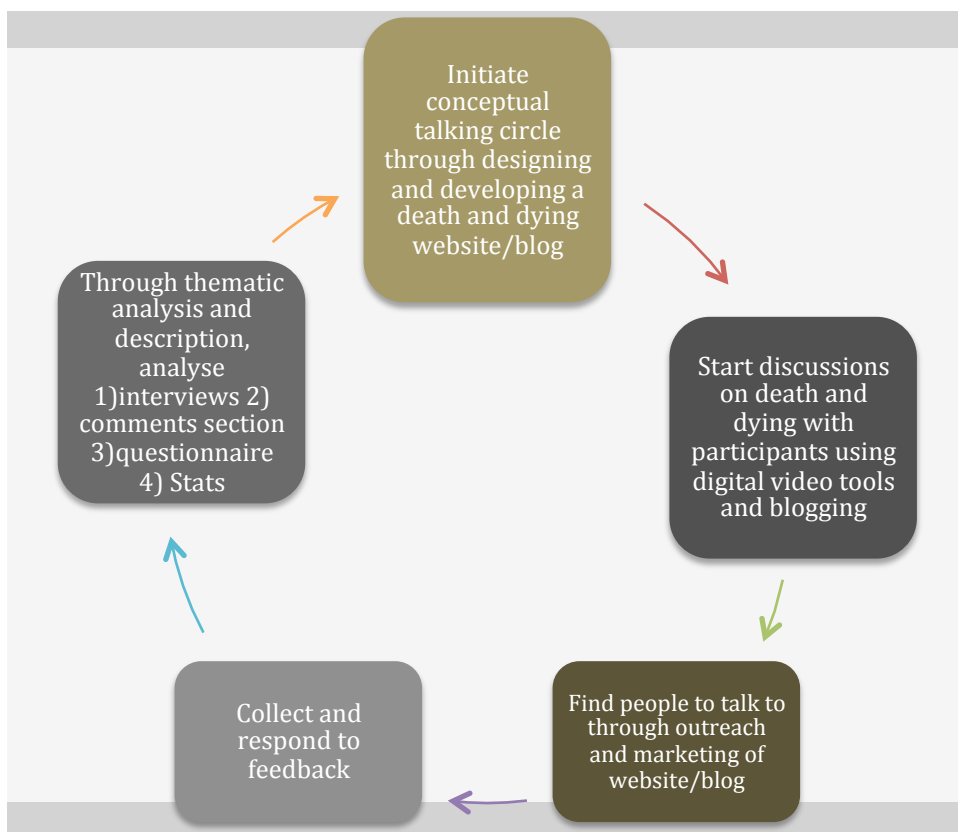 Initiate
conceptual
talking circle
through designing
and developing a
death and dying
website/blog
Start discussions
on death and
dying with
participants using
digital video tools
and blogging
Find people to talk to
through outreach
and marketing of
website/blog
Collect and
respond to
feedback
Through thematic
analysis and
description,
analyse
1)interviews 2)
comments section
3)questionnaire
4) Stats